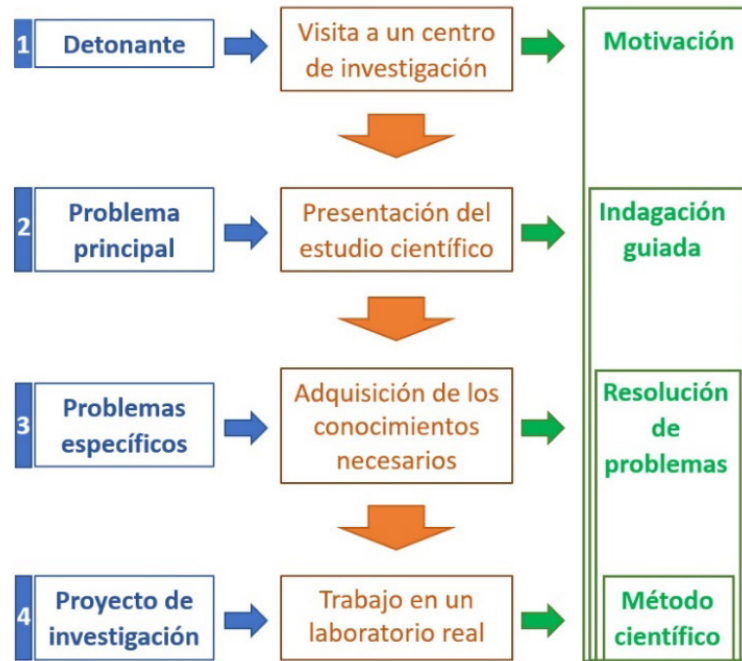 1
Detonante
Visita a un centro
de investigación
Motivación
2
Problema
principal
Presentación del
estudio científico
Indagación
guiada
3
Problemas
específicos
Adquisición de los
conocimientos
necesarios
Resolución
de
problemas
4
Proyecto de
investigación
Trabajo en un
laboratorio real
Método
científico